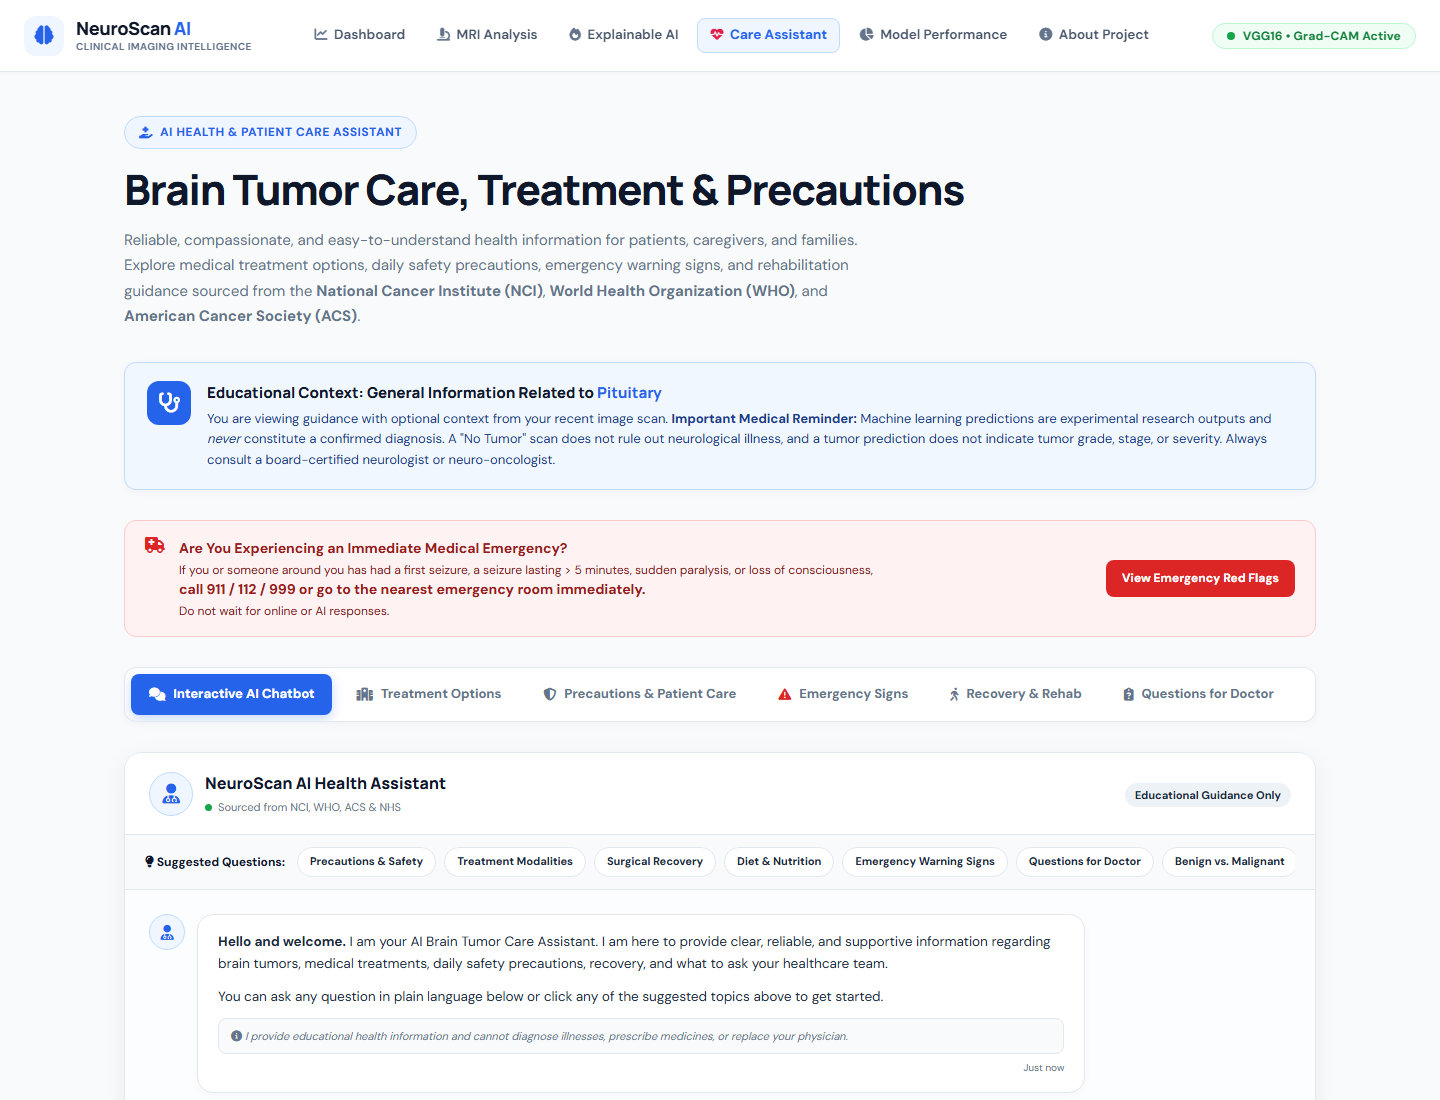 NeuroScan AI
CLINICAL IMAGING INTELLIGENCE
Dashboard
MRI Analysis
Explainable AI
Care Assistant
Model Performance
About Project
VGG16 • Grad-CAM Active
AI HEALTH & PATIENT CARE ASSISTANT
Brain Tumor Care, Treatment & Precautions
Reliable, compassionate, and easy-to-understand health information for patients, caregivers, and families.
Explore medical treatment options, daily safety precautions, emergency warning signs, and rehabilitation
guidance sourced from the National Cancer Institute (NCI), World Health Organization (WHO), and
American Cancer Society (ACS).
Educational Context: General Information Related to Pituitary
You are viewing guidance with optional context from your recent image scan. Important Medical Reminder: Machine learning predictions are experimental research outputs and
never constitute a confirmed diagnosis. A "No Tumor" scan does not rule out neurological illness, and a tumor prediction does not indicate tumor grade, stage, or severity. Always
consult a board-certified neurologist or neuro-oncologist.
Are You Experiencing an Immediate Medical Emergency?
If you or someone around you has had a first seizure, a seizure lasting > 5 minutes, sudden paralysis, or loss of consciousness,
call 911 / 112 / 999 or go to the nearest emergency room immediately.
Do not wait for online or AI responses.
View Emergency Red Flags
Interactive AI Chatbot
Treatment Options
Precautions & Patient Care
Emergency Signs
Recovery & Rehab
Questions for Doctor
NeuroScan AI Health Assistant
Sourced from NCI, WHO, ACS & NHS
Educational Guidance Only
Suggested Questions:
Precautions & Safety
Treatment Modalities
Surgical Recovery
Diet & Nutrition
Emergency Warning Signs
Questions for Doctor
Benign vs. Malignant
Hello and welcome. I am your AI Brain Tumor Care Assistant. I am here to provide clear, reliable, and supportive information regarding
brain tumors, medical treatments, daily safety precautions, recovery, and what to ask your healthcare team.
You can ask any question in plain language below or click any of the suggested topics above to get started.
I provide educational health information and cannot diagnose illnesses, prescribe medicines, or replace your physician.
Just now